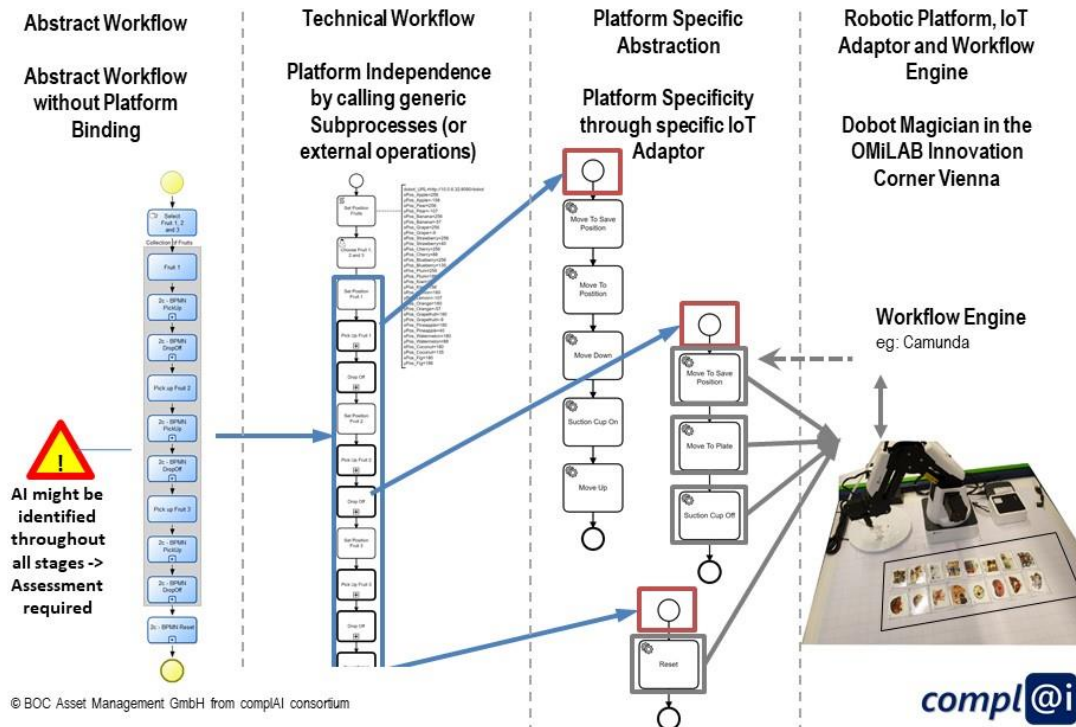 Abstract Workflow
Abstract Workflow
without Platform
Binding
Select
Fruit 1, 2
and 3
Collection of Fruits
Fruit 1
2c - BPMN
PickUp
2c - BPMN
DropOff
Pick up Fruit 2
2c - BPMN
PickUp
2c - BPMN
DropOff
Pick up Fruit 3
2c - BPMN
PickUp
2c - BPMN
DropOff
2c - BPMN Reset
!
AI might be
identified
throughout
all stages ->
Assessment
required
Technical Workflow
Platform Independence
by calling generic
Subprocesses (or
external operations)
Set Position
Fruits
Choose Fruit 1,
2 and 3
Set Position
Fruit 1
Pick Up Fruit 1
Drop Off
Set Position
Fruit 2
Pick Up Fruit 2
Drop Off
Set Position
Fruit 3
Pick Up Fruit 3
Drop Off
Platform Specific
Abstraction
Platform Specificity
through specific IoT
Adaptor
Move To Save
Position
Move To
Postition
Move Down
Suction Cup On
Move Up
Move To Save
Position
Move To Plate
Suction Cup Off
Reset
Robotic Platform, IoT
Adaptor and Workflow
Engine
Dobot Magician in the
OMiLAB Innovation
Corner Vienna
Workflow Engine
eg: Camunda
© BOC Asset Management GmbH from complAI consortium
compl@i